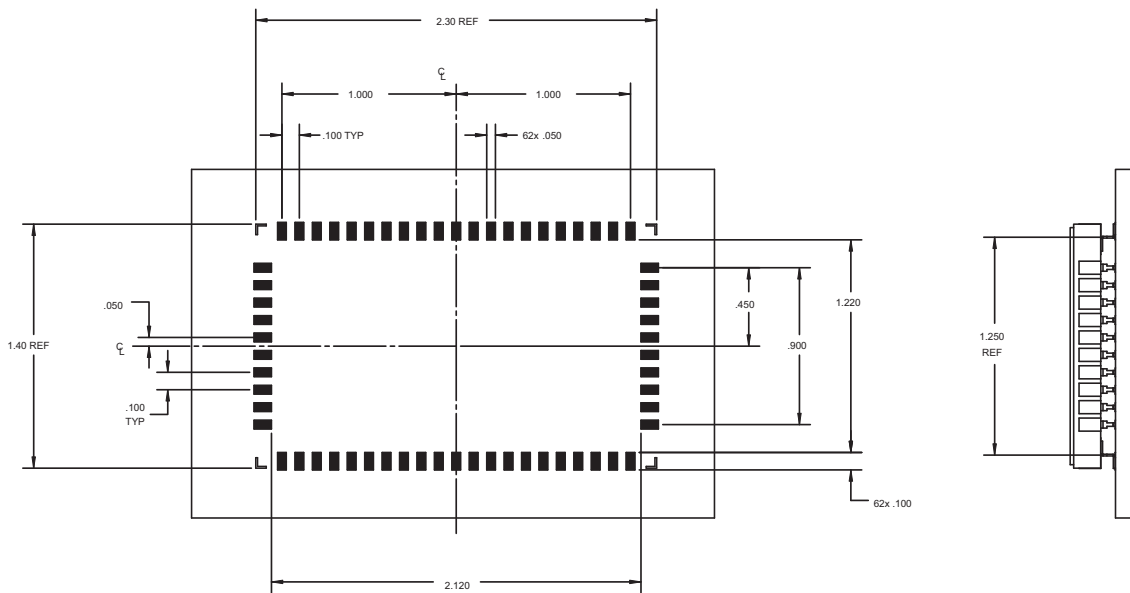 2.30 REF
℄
1.000
1.000
.100 TYP
62x .050
.050
℄
1.40 REF
.100
TYP
.450
.900
1.220
1.250
REF
62x .100
2.120